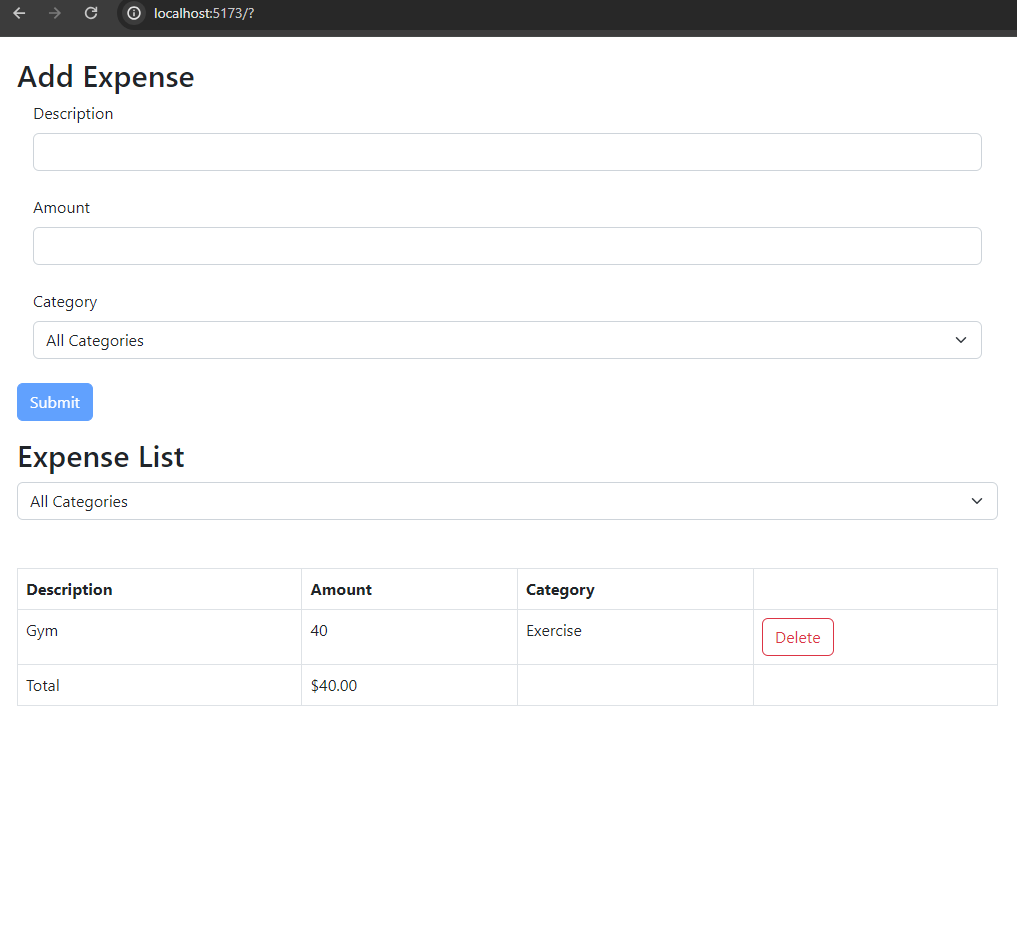 localhost:5173/?
Add Expense
Description
Amount
Category
All Categories
Submit
Expense List
All Categories
Description Amount Category
Gym 40 Exercise Delete
Total $40.00